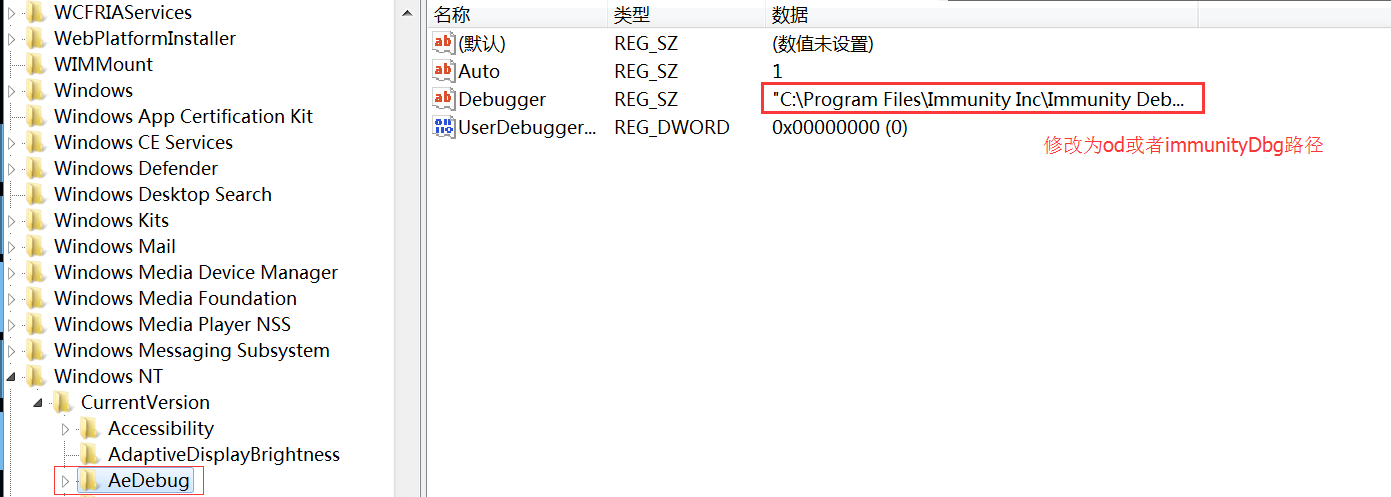 WCFRIAServices
WebPlatformInstaller
WIMMount
Windows
Windows App Certification Kit
Windows CE Services
Windows Defender
Windows Desktop Search
Windows Kits
Windows Mail
Windows Media Device Manager
Windows Media Foundation
Windows Media Player NSS
Windows Messaging Subsystem
Windows NT
CurrentVersion
Accessibility
AdaptiveDisplayBrightness
AeDebug
名称 类型 数据
(默认) REG_SZ (数值未设置)
Auto REG_SZ 1
Debugger REG_SZ "C:\Program Files\Immunity Inc\Immunity Deb...
UserDebugger... REG_DWORD 0x00000000 (0)
修改为od或者immunityDbg路径